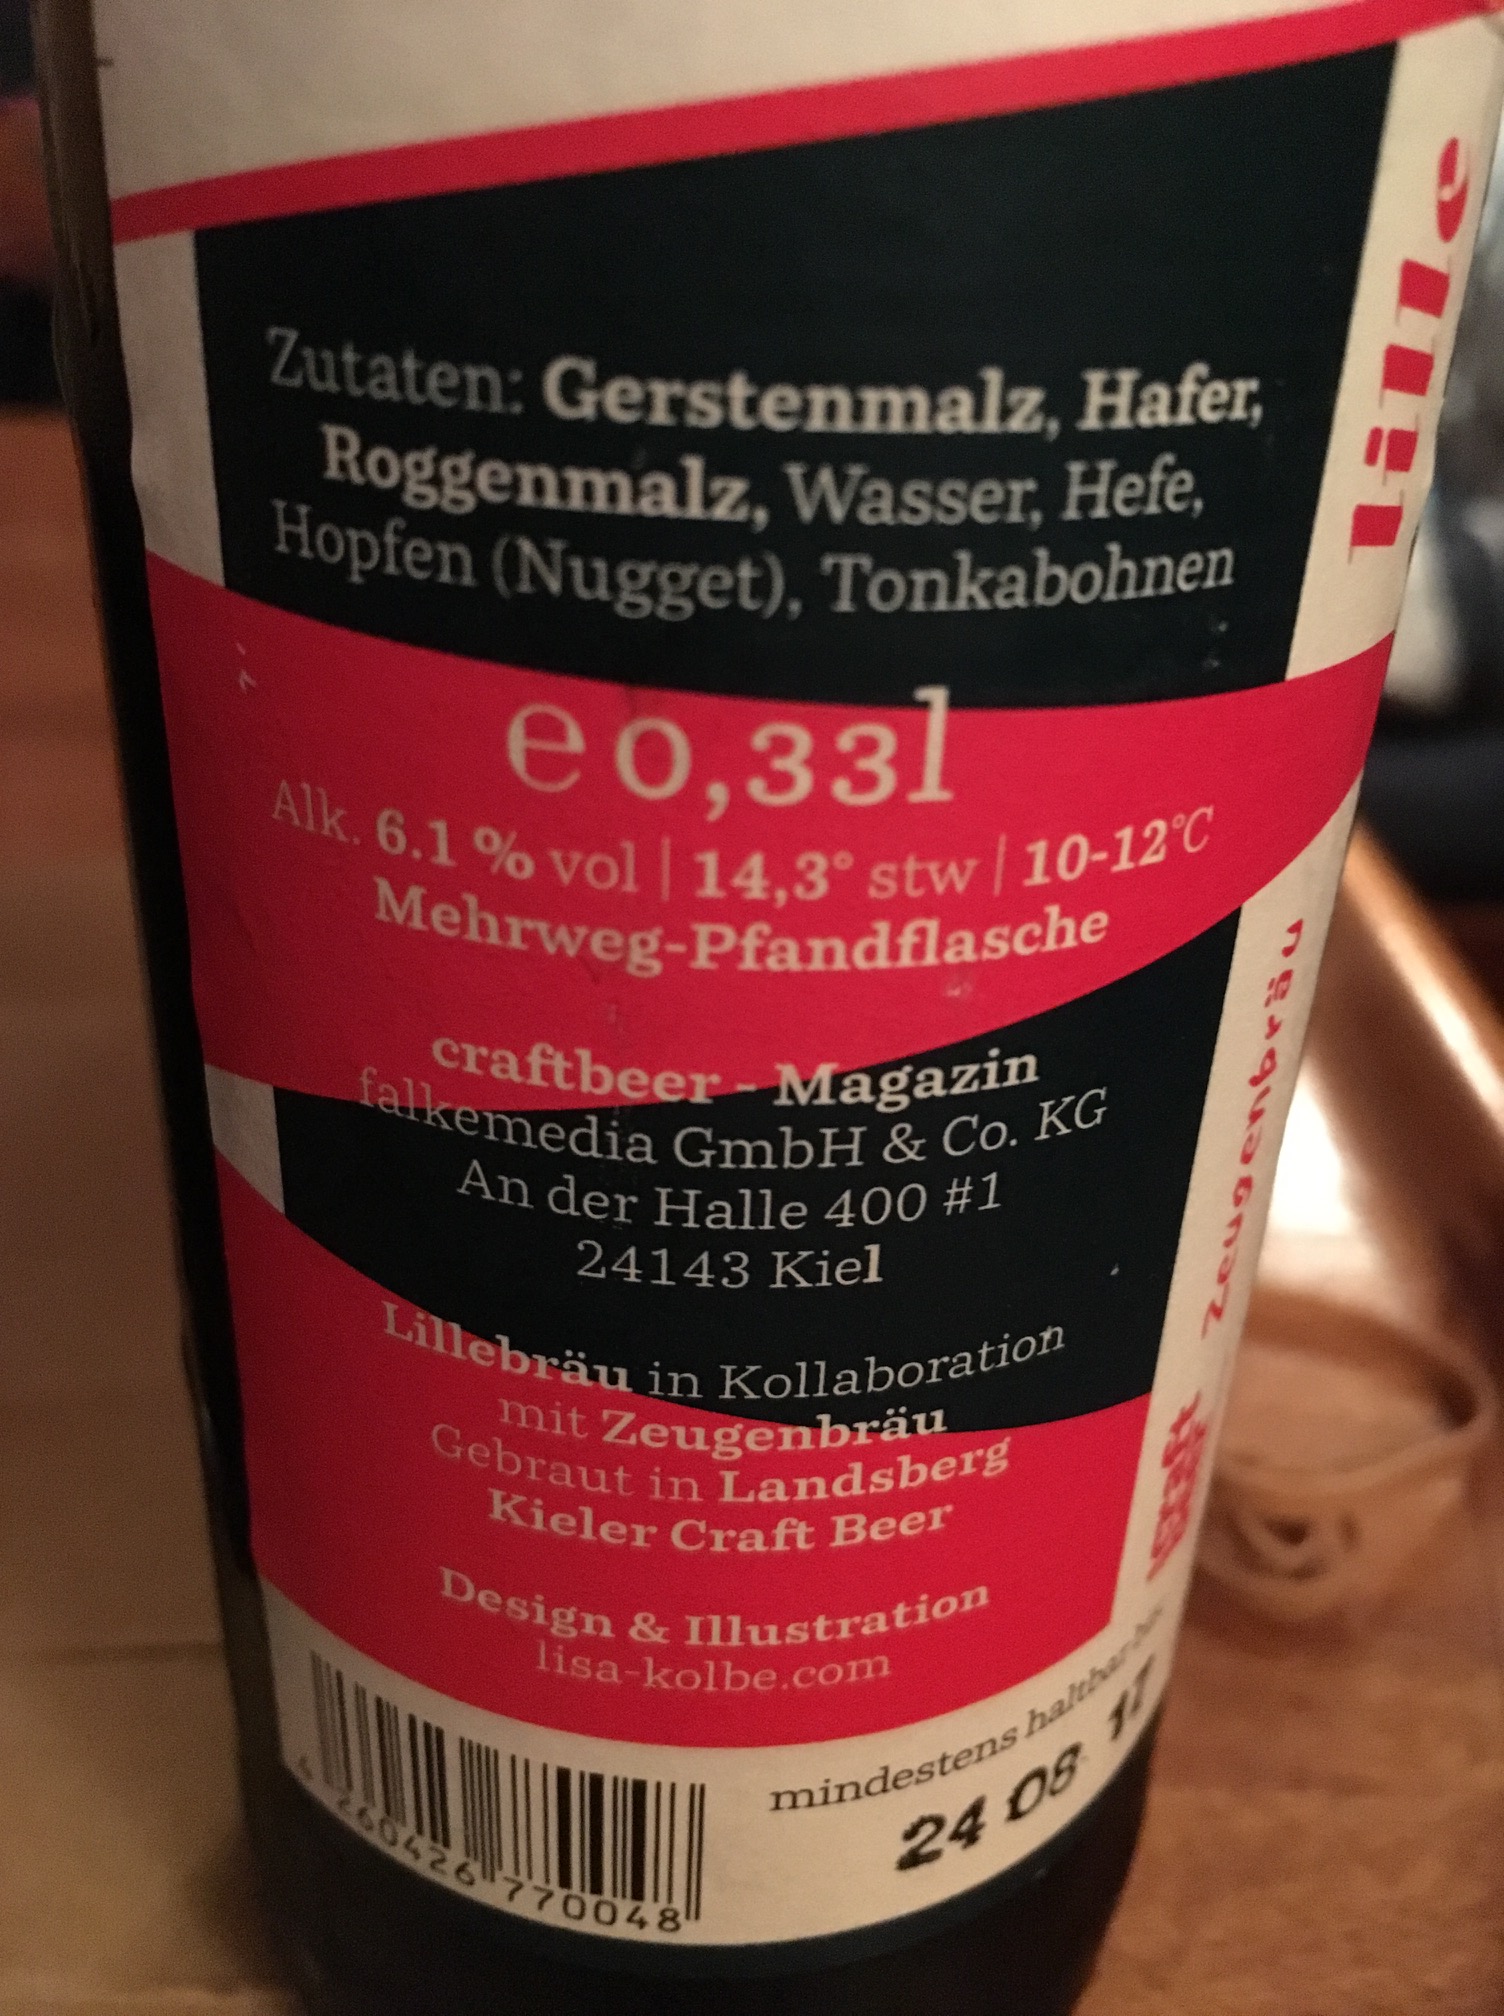 Zutaten: Gerstenmalz, Hafer,
Roggenmalz, Wasser, Hefe,
Hopfen (Nugget), Tonkabohnen
e 0,33l
Alk. 6.1 % vol | 14,3° stw | 10-12°C
Mehrweg-Pfandflasche
craftbeer - Magazin
falkemedia GmbH & Co. KG
An der Halle 400 #1
24143 Kiel
Lillebräu in Kollaboration
mit Zeugenbräu
Gebraut in Landsberg
Kieler Craft Beer
Design & Illustration
lisa-kolbe.com
4 260426 770048
mindestens haltbar
24 08 17
lille
Zeugenbräu